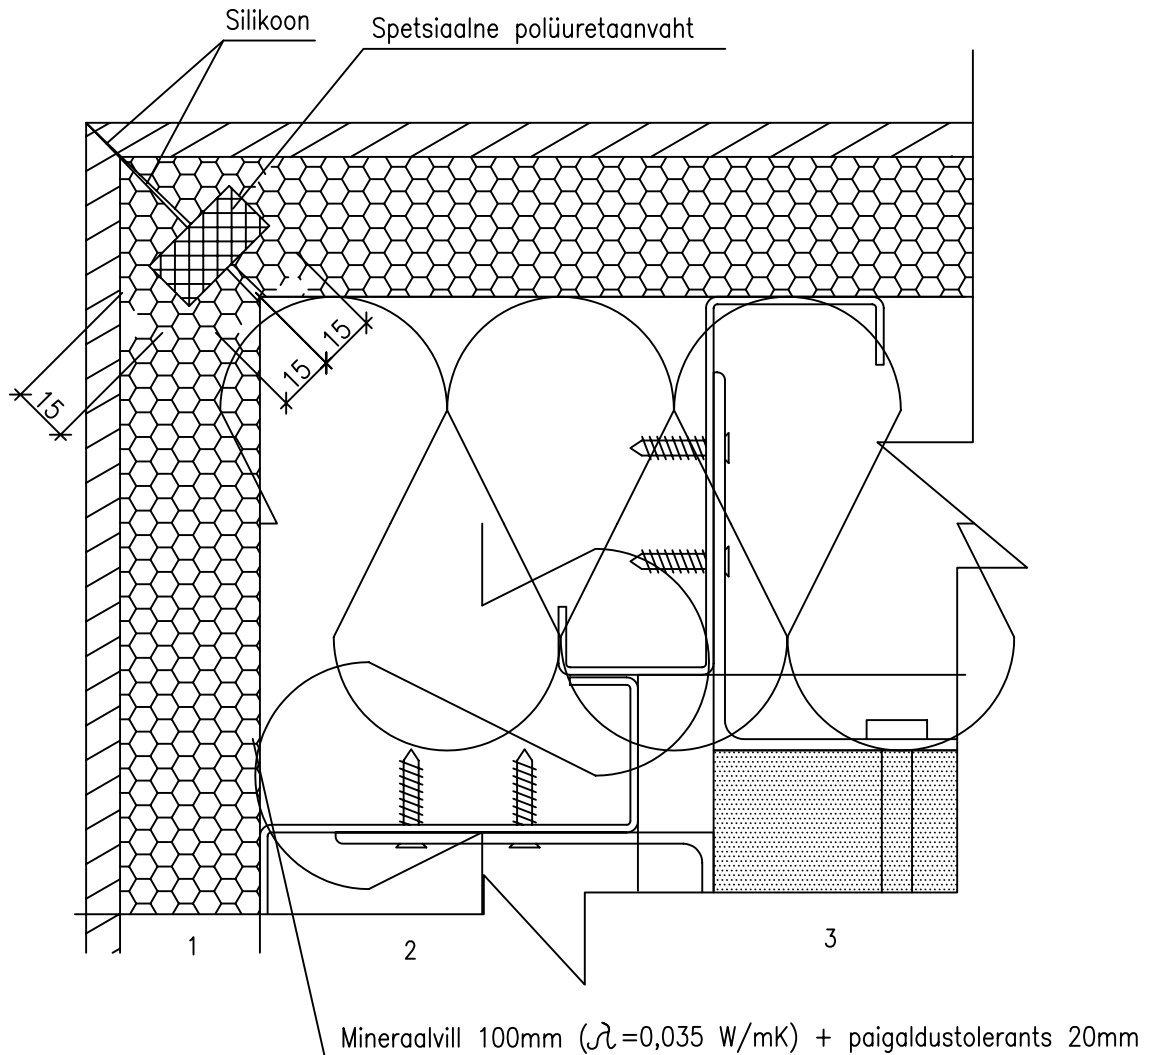 Silikoon
Spetsiaalne polüuretaanvaht
15
15
15
1
2
3
Mineraalvill 100mm (λ=0,035 W/mK) + paigaldustolerants 20mm